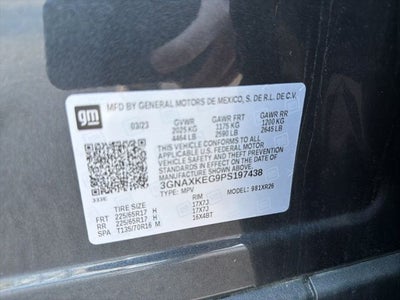 gm
MFD BY GENERAL MOTORS DE MEXICO, S. DE R.L. DE C.V.
03/23 GVWR GAWR FRT GAWR RR
2025 KG 1175 KG 1200 KG
4464 LB 2590 LB 2645 LB
THIS VEHICLE CONFORMS TO ALL APPLICABLE U.S. FEDERAL MOTOR
VEHICLE SAFETY, BUMPER, AND THEFT PREVENTION STANDARDS IN EFFECT ON THE DATE OF
MANUFACTURE SHOWN ABOVE.
3GNAXKEG9PS197438
TYPE: MPV MODEL: 981XR26
TIRE SIZE RIM
FRT 225/65R17 H 17X7J
RR 225/65R17 H 17X7J
SPA T135/70R16 M 16X4BT